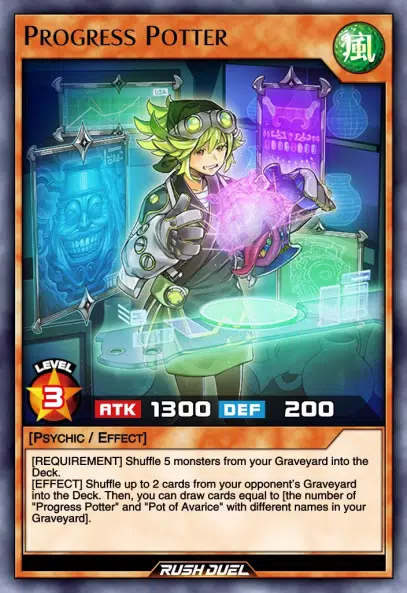 PROGRESS POTTER
風
LEVEL
3
ATK 1300 DEF 200
[PSYCHIC / EFFECT]
[REQUIREMENT] Shuffle 5 monsters from your Graveyard into the
Deck.
[EFFECT] Shuffle up to 2 cards from your opponent's Graveyard
into the Deck. Then, you can draw cards equal to [the number of
"Progress Potter" and "Pot of Avarice" with different names in your
Graveyard].
RUSH DUEL